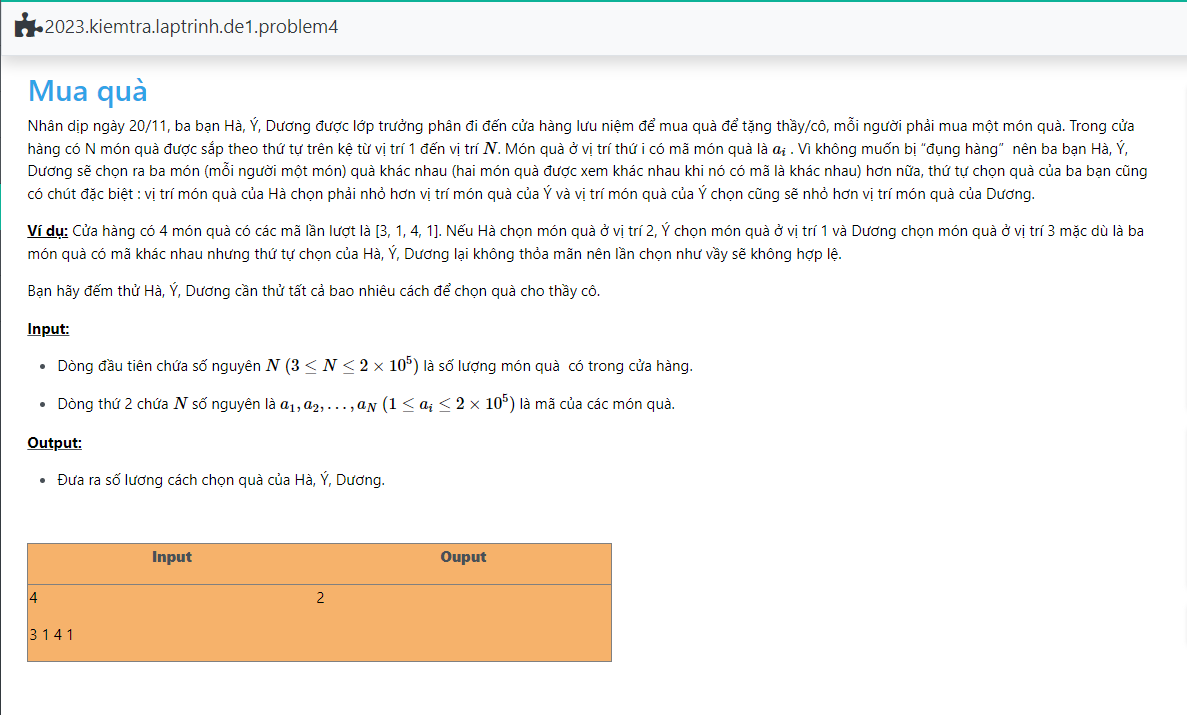 2023.kiemtra.laptrinh.de1.problem4
Mua quà
Nhân dịp ngày 20/11, ba bạn Hà, Ý, Dương được lớp trưởng phân đi đến cửa hàng lưu niệm để mua quà để tặng thầy/cô, mỗi người phải mua một món quà. Trong cửa
hàng có N món quà được sắp theo thứ tự trên kệ từ vị trí 1 đến vị trí N. Món quà ở vị trí thứ i có mã món quà là aᵢ . Vì không muốn bị “đụng hàng” nên ba bạn Hà, Ý,
Dương sẽ chọn ra ba món (mỗi người một món) quà khác nhau (hai món quà được xem khác nhau khi nó có mã là khác nhau) hơn nữa, thứ tự chọn quà của ba bạn cũng
có chút đặc biệt : vị trí món quà của Hà chọn phải nhỏ hơn vị trí món quà của Ý và vị trí món quà của Ý chọn cũng sẽ nhỏ hơn vị trí món quà của Dương.
Ví dụ: Cửa hàng có 4 món quà có các mã lần lượt là [3, 1, 4, 1]. Nếu Hà chọn món quà ở vị trí 2, Ý chọn món quà ở vị trí 1 và Dương chọn món quà ở vị trí 3 mặc dù là ba
món quà có mã khác nhau nhưng thứ tự chọn của Hà, Ý, Dương lại không thỏa mãn nên lần chọn như vầy sẽ không hợp lệ.
Bạn hãy đếm thử Hà, Ý, Dương cần thử tất cả bao nhiêu cách để chọn quà cho thầy cô.
Input:
• Dòng đầu tiên chứa số nguyên N (3 ≤ N ≤ 2 × 10⁵) là số lượng món quà có trong cửa hàng.
• Dòng thứ 2 chứa N số nguyên là a₁, a₂, . . . , a_N (1 ≤ aᵢ ≤ 2 × 10⁵) là mã của các món quà.
Output:
• Đưa ra số lương cách chọn quà của Hà, Ý, Dương.
Input Ouput
4 2
3 1 4 1